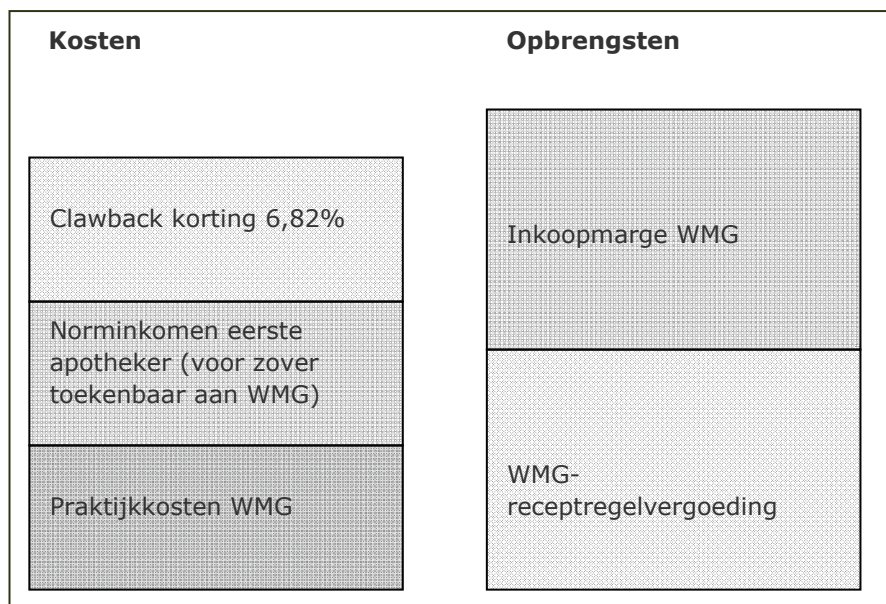 Kosten
Opbrengsten
Clawback korting 6,82%
Norminkomen eerste
apotheker (voor zover
toekenbaar aan WMG)
Praktijkkosten WMG
Inkoopmarge WMG
WMG-
receptregelvergoeding